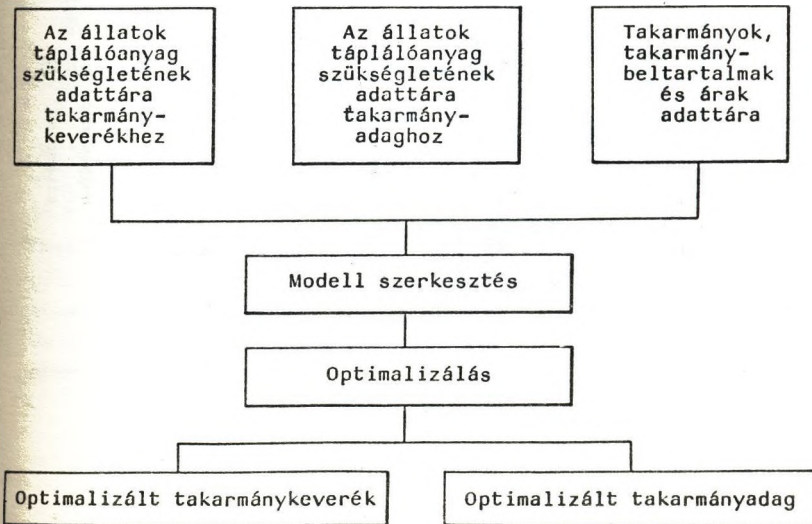 Az állatok
táplálóanyag
szükségletének
adattára
takarmány-
keverékhez
Az állatok
táplálóanyag
szükségletének
adattára
takarmány-
adaghoz
Takarmányok,
takarmány-
beltartalmak
és árak
adattára
Modell szerkesztés
Optimalizálás
Optimalizált takarmánykeverék
Optimalizált takarmányadag